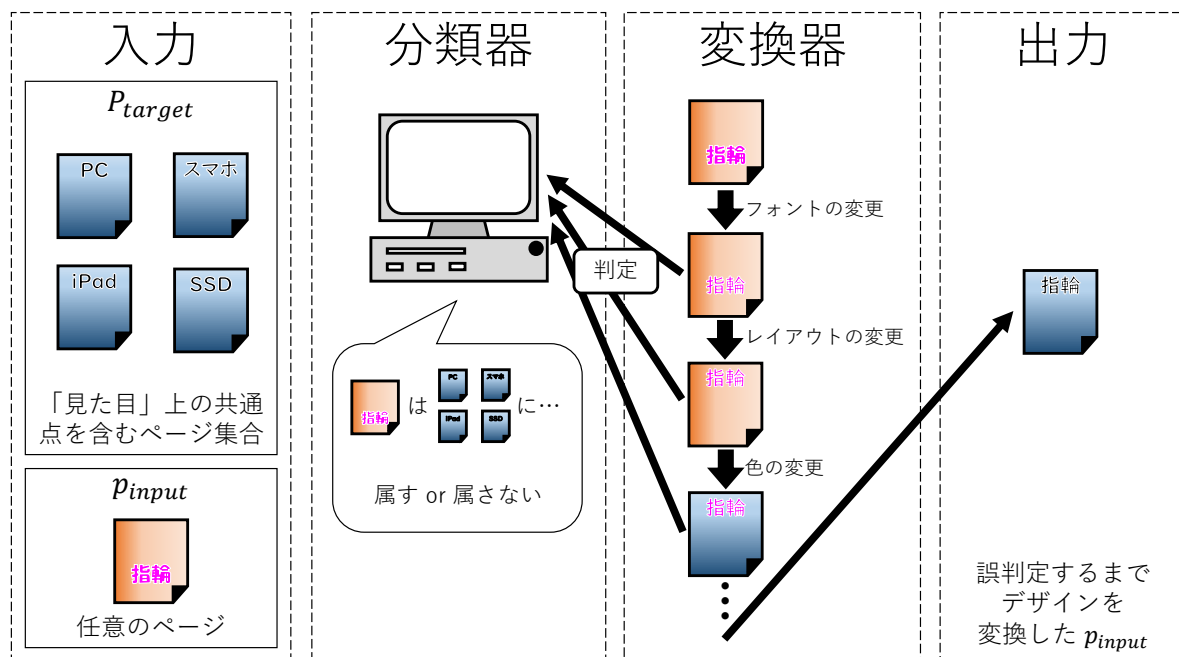 入力
P_target
PC
スマホ
iPad
SSD
「見た目」上の共通
点を含むページ集合
p_input
指輪
任意のページ
分類器
判定
指輪
は
PC
スマホ
iPad
SSD
に…
属す or 属さない
変換器
指輪
フォントの変更
指輪
レイアウトの変更
指輪
色の変更
指輪
出力
指輪
誤判定するまで
デザインを
変換した p_input